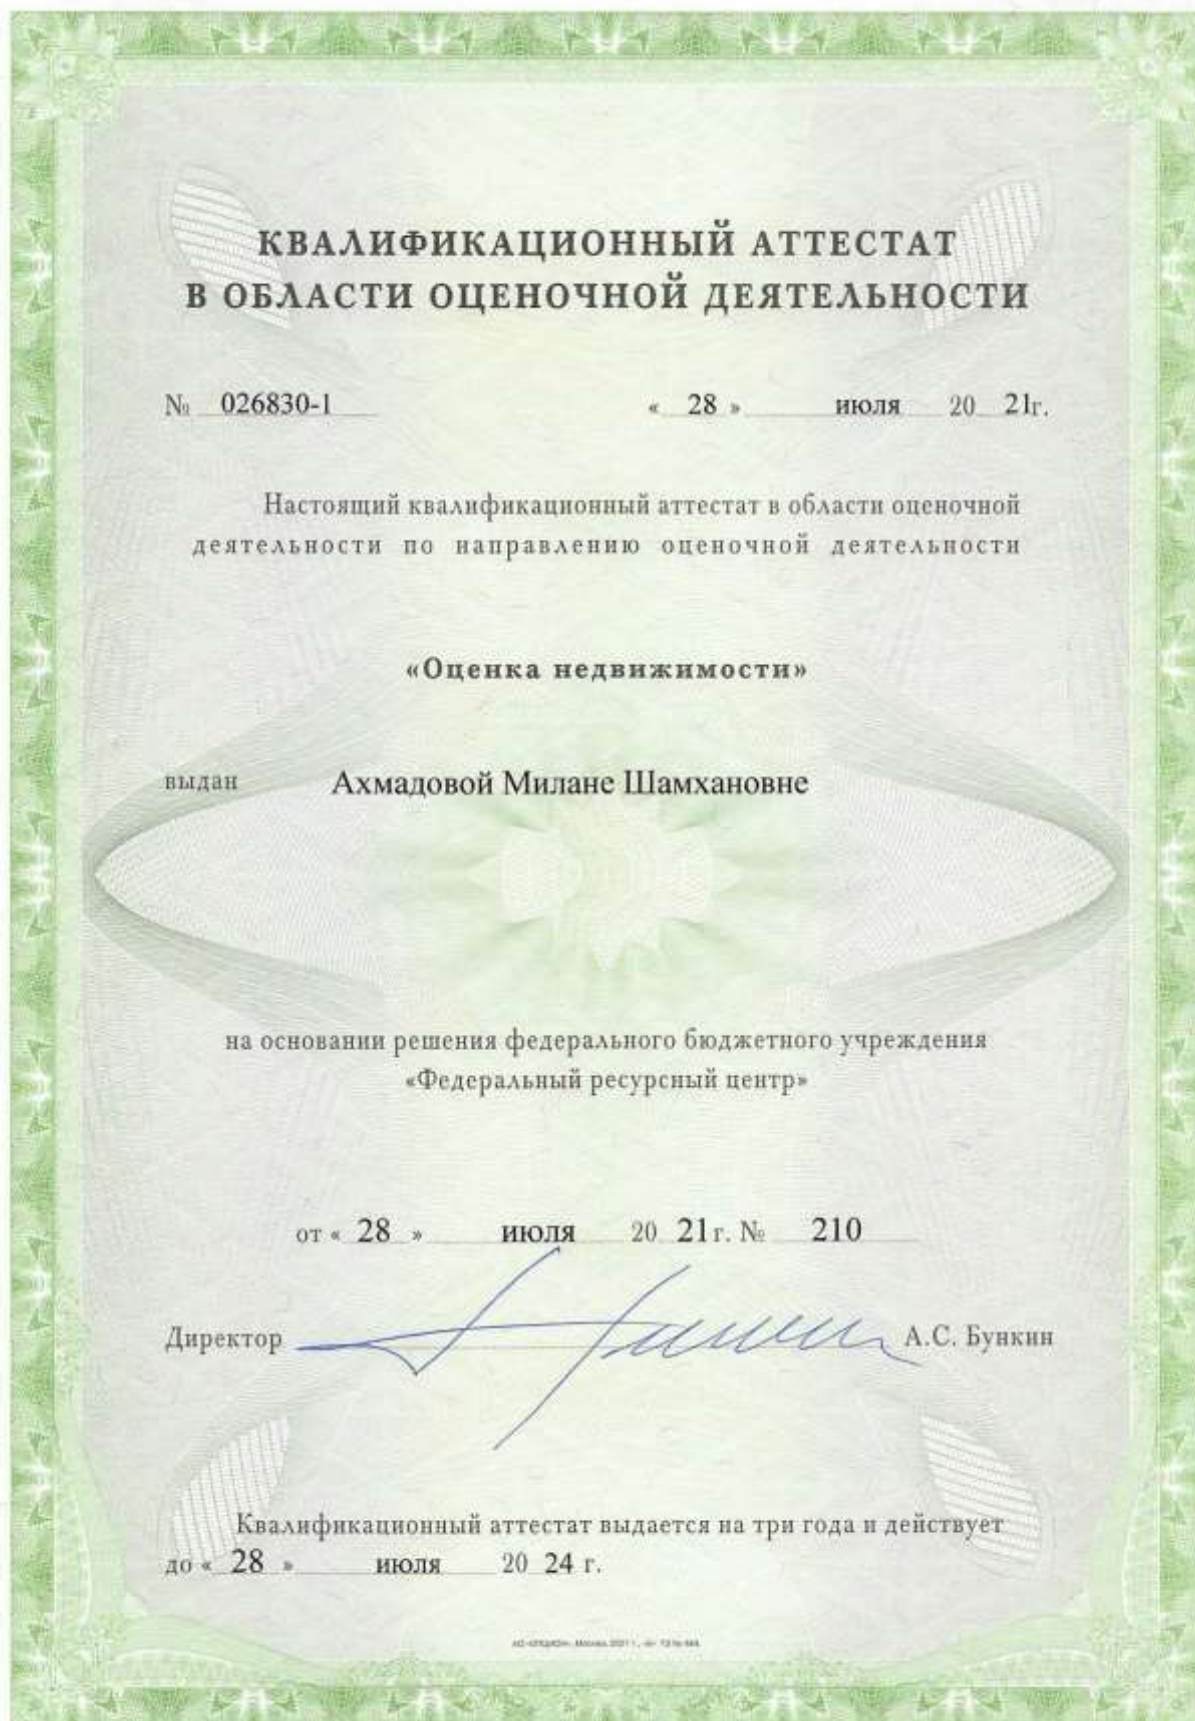 КВАЛИФИКАЦИОННЫЙ АТТЕСТАТ
В ОБЛАСТИ ОЦЕНОЧНОЙ ДЕЯТЕЛЬНОСТИ
№ 026830-1 « 28 » июля 20 21г.
Настоящий квалификационный аттестат в области оценочной
деятельности по направлению оценочной деятельности
«Оценка недвижимости»
выдан Ахмадовой Милане Шамхановне
на основании решения федерального бюджетного учреждения
«Федеральный ресурсный центр»
от « 28 » июля 20 21г. № 210
Директор А.С. Бункин
Квалификационный аттестат выдается на три года и действует
до « 28 » июля 20 24 г.